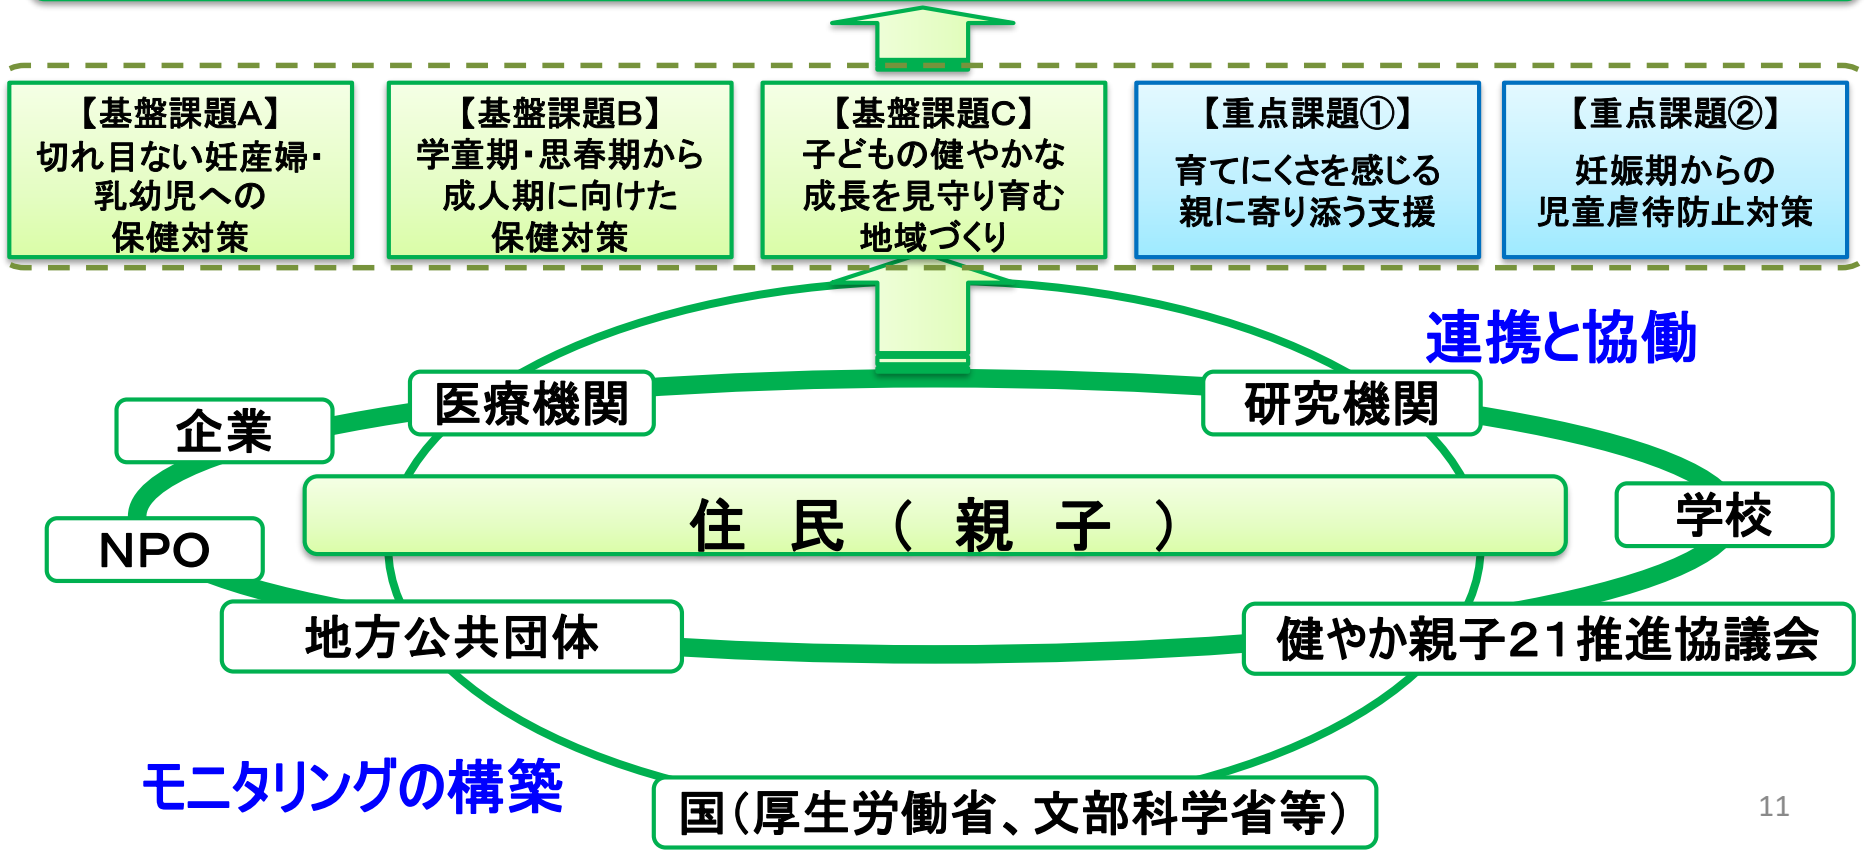 【基盤課題A】
切れ目ない妊産婦・
乳幼児への
保健対策
【基盤課題B】
学童期・思春期から
成人期に向けた
保健対策
【基盤課題C】
子どもの健やかな
成長を見守り育む
地域づくり
【重点課題①】
育てにくさを感じる
親に寄り添う支援
【重点課題②】
妊娠期からの
児童虐待防止対策
連携と協働
医療機関
研究機関
企業
学校
住民(親子)
NPO
地方公共団体
健やか親子21推進協議会
モニタリングの構築
国(厚生労働省、文部科学省等)
11